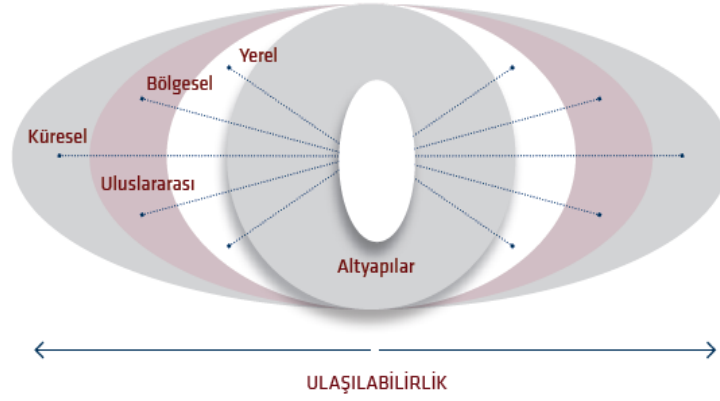 Yerel
Bölgesel
Küresel
Uluslararası
Altyapılar
ULAŞILABİLİRLİK